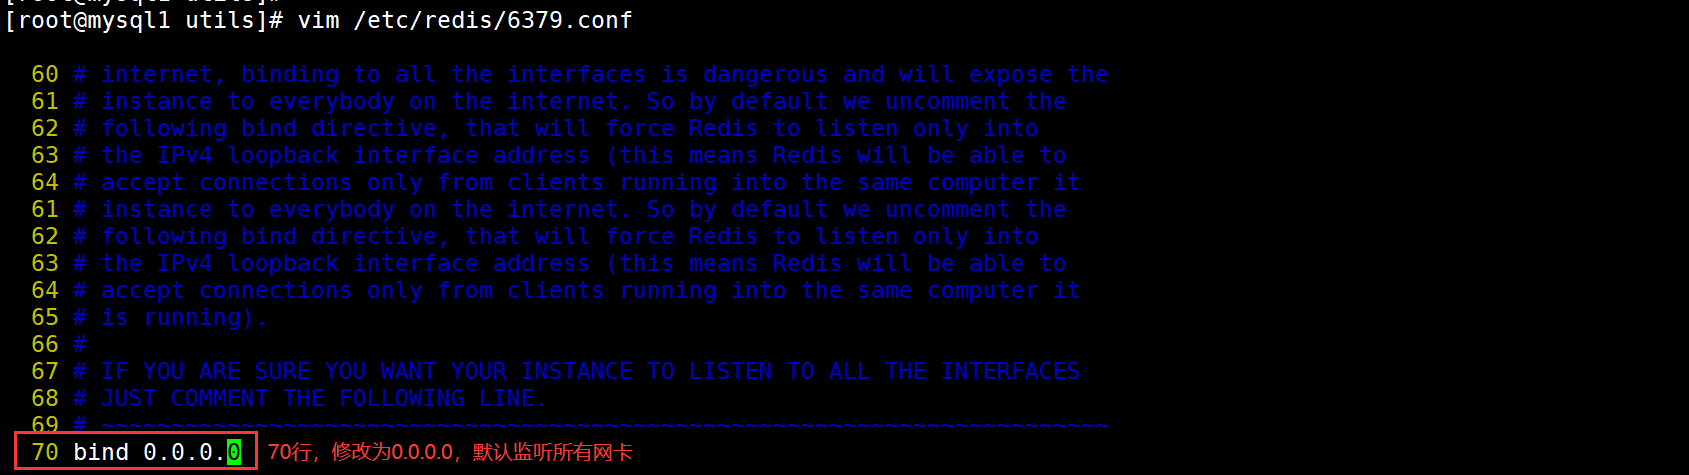 [root@mysql1 utils]# vim /etc/redis/6379.conf
60 # internet, binding to all the interfaces is dangerous and will expose the
61 # instance to everybody on the internet. So by default we uncomment the
62 # following bind directive, that will force Redis to listen only into
63 # the IPv4 loopback interface address (this means Redis will be able to
64 # accept connections only from clients running into the same computer it
61 # instance to everybody on the internet. So by default we uncomment the
62 # following bind directive, that will force Redis to listen only into
63 # the IPv4 loopback interface address (this means Redis will be able to
64 # accept connections only from clients running into the same computer it
65 # is running).
66 #
67 # IF YOU ARE SURE YOU WANT YOUR INSTANCE TO LISTEN TO ALL THE INTERFACES
68 # JUST COMMENT THE FOLLOWING LINE.
69 # ~~~~~~~~~~~~~~~~~~~~~~~~~~~~~~~~~~~~~~~~~~~~~~~~~~~~~~~~~~~~~~~~~~~~~~~~
70 bind 0.0.0.0 70行，修改为0.0.0.0，默认监听所有网卡